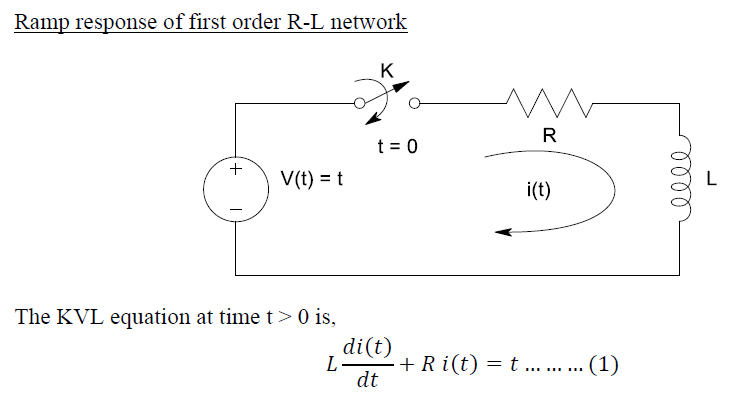 Ramp response of first order R-L network
K
t = 0
R
+
V(t) = t
i(t)
L
The KVL equation at time t > 0 is,
L di(t)/dt + R i(t) = t … … … (1)